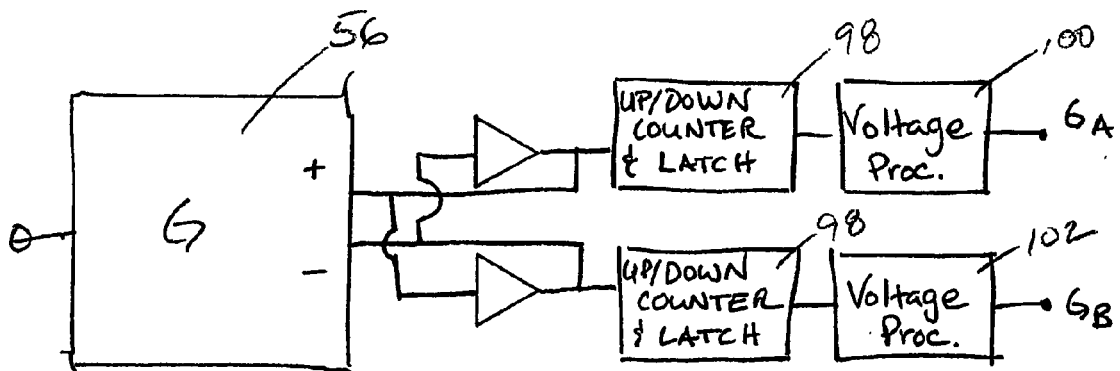 56
98
100
UP/DOWN
COUNTER
& LATCH
Voltage
Proc.
GA
+
G
-
98
102
UP/DOWN
COUNTER
& LATCH
Voltage
Proc.
GB